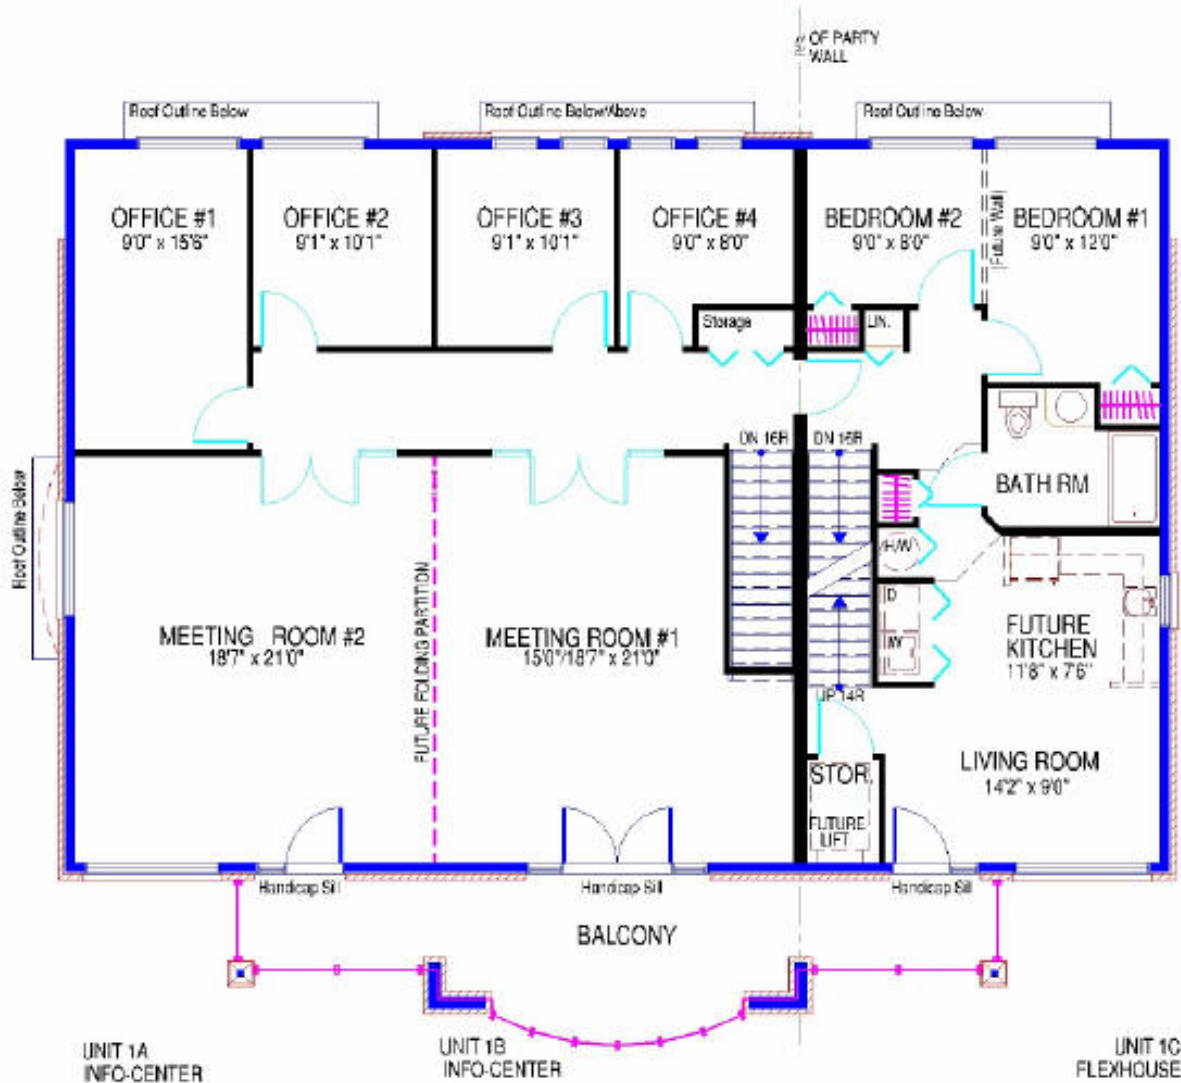 OF PARTY
WALL
Roof Outline Below
Roof Outline Below/Above
Roof Outline Below
OFFICE #1
9'0" x 15'6"
OFFICE #2
9'1" x 10'1"
OFFICE #3
9'1" x 10'1"
OFFICE #4
9'0" x 8'0"
BEDROOM #2
9'0" x 8'0"
Future Wall
BEDROOM #1
9'0" x 12'0"
Storage
LIN.
DN 16R
DN 16R
BATH RM
Roof Outline Below
H/W
D
W
FUTURE FOLDING PARTITION
MEETING ROOM #2
18'7" x 21'0"
MEETING ROOM #1
15'0"/18'7" x 21'0"
FUTURE
KITCHEN
11'8" x 7'6"
UP 14R
LIVING ROOM
14'2" x 9'0"
STOR.
FUTURE
LIFT
Handicap Sill
Handicap Sill
Handicap Sill
BALCONY
UNIT 1A
INFO-CENTER
UNIT 1B
INFO-CENTER
UNIT 1C
FLEXHOUSE